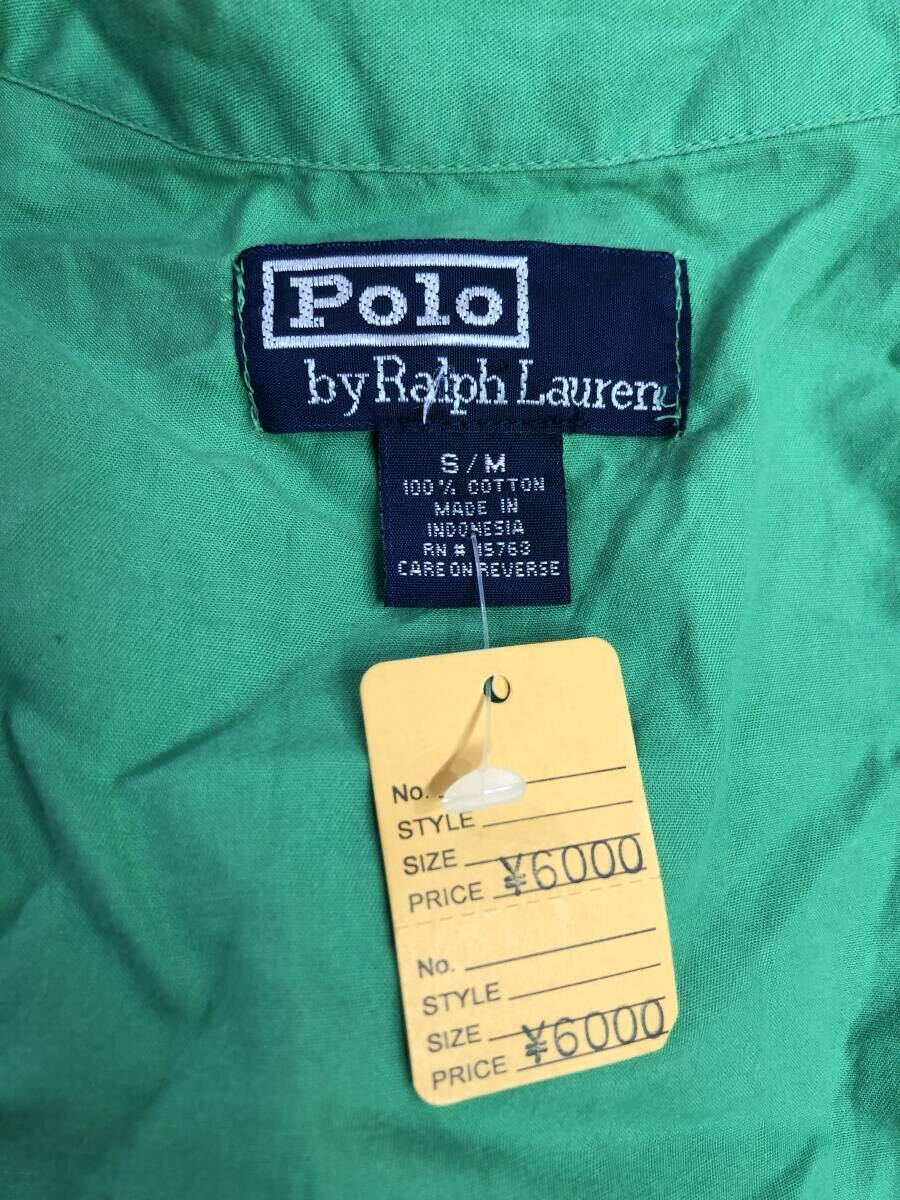 Polo
by Ralph Lauren
S/M
100% COTTON
MADE IN
INDONESIA
RN #
CARE ON REVERSE
No.
STYLE
SIZE
PRICE ¥6000
No.
STYLE
SIZE
PRICE ¥6000